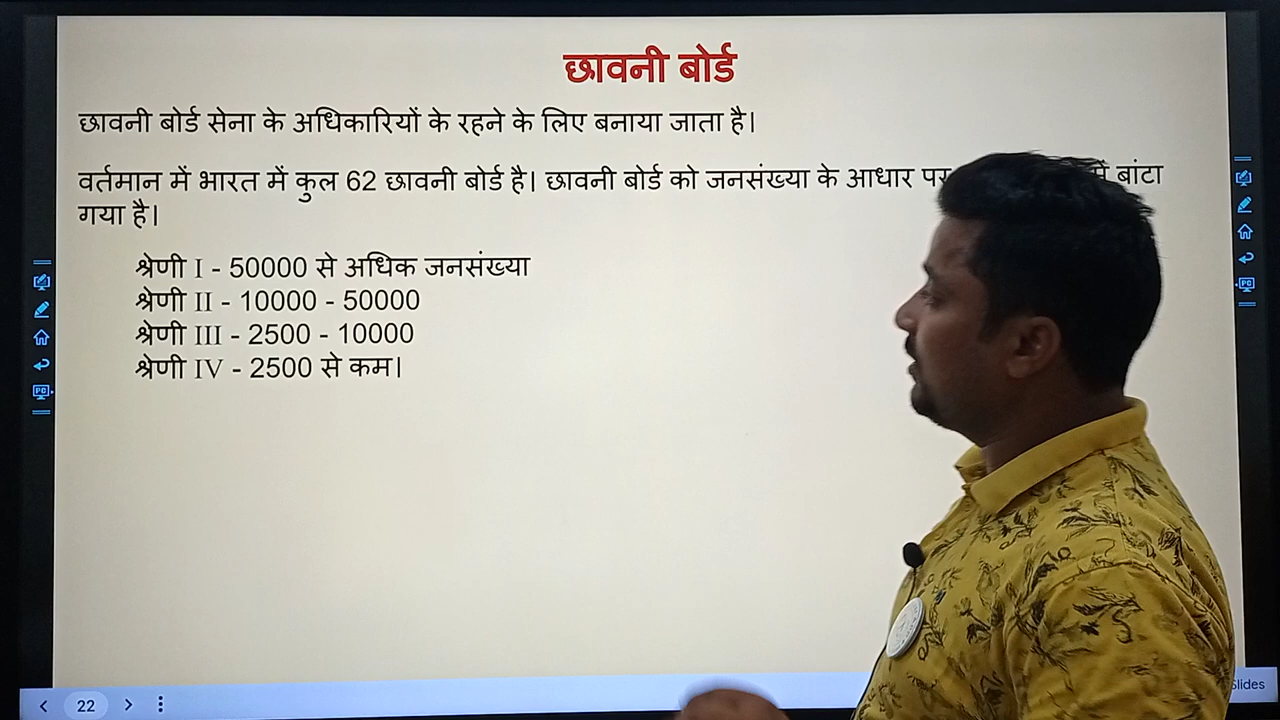 छावनी बोर्ड
छावनी बोर्ड सेना के अधिकारियों के रहने के लिए बनाया जाता है।
वर्तमान में भारत में कुल 62 छावनी बोर्ड है। छावनी बोर्ड को जनसंख्या के आधार पर में बांटा
गया है।
श्रेणी I - 50000 से अधिक जनसंख्या
श्रेणी II - 10000 - 50000
श्रेणी III - 2500 - 10000
श्रेणी IV - 2500 से कम।
22
Slides